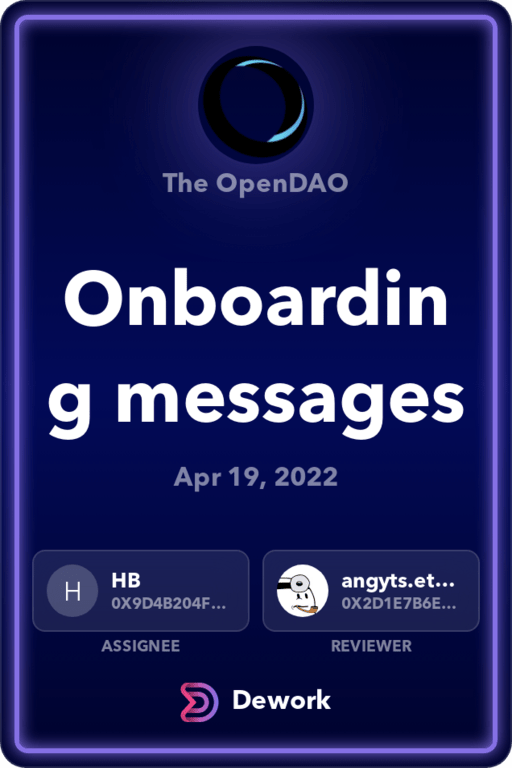 The OpenDAO
Onboardin
g messages
Apr 19, 2022
H
HB
0X9D4B204F...
ASSIGNEE
angyts.et...
0X2D1E7B6E...
REVIEWER
Dework